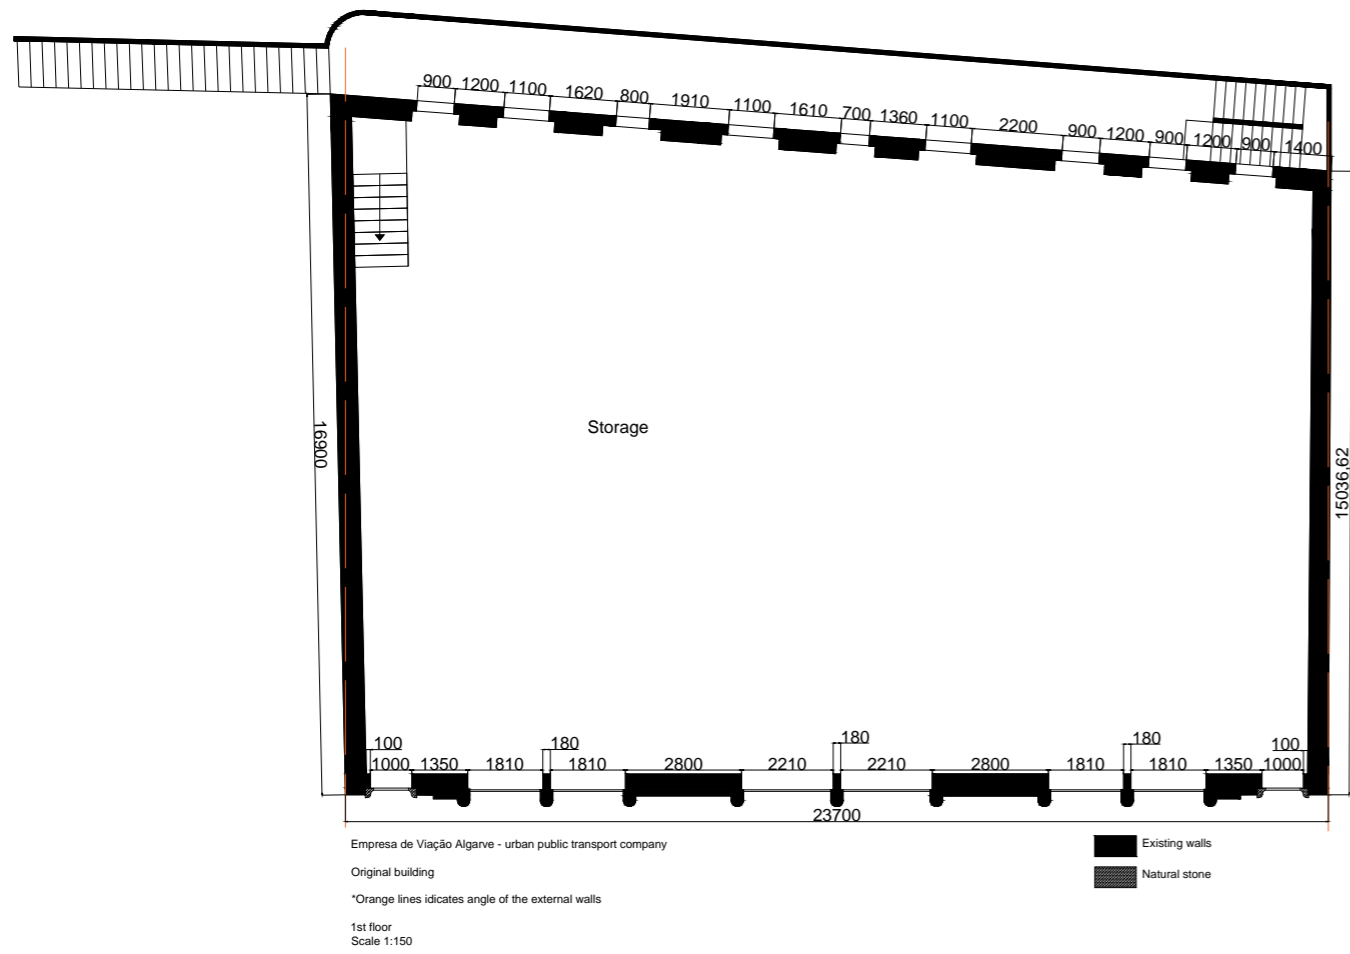 900 1200 1100 1620 800 1910 1100 1610 700 1360 1100 2200 900 1200 900 1200 900 1400
16900
Storage
15036,62
100 180 180 180 100
1000 1350 1810 1810 2800 2210 2210 2800 1810 1810 1350 1000
23700
Empresa de Viação Algarve - urban public transport company
Original building
*Orange lines idicates angle of the external walls
1st floor
Scale 1:150
Existing walls
Natural stone